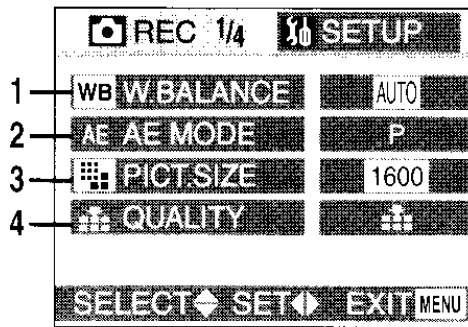 REC 1/4 SETUP
1 WB W.BALANCE AUTO
2 AE AE MODE P
3 PICT.SIZE 1600
4 QUALITY
SELECT SET EXIT MENU